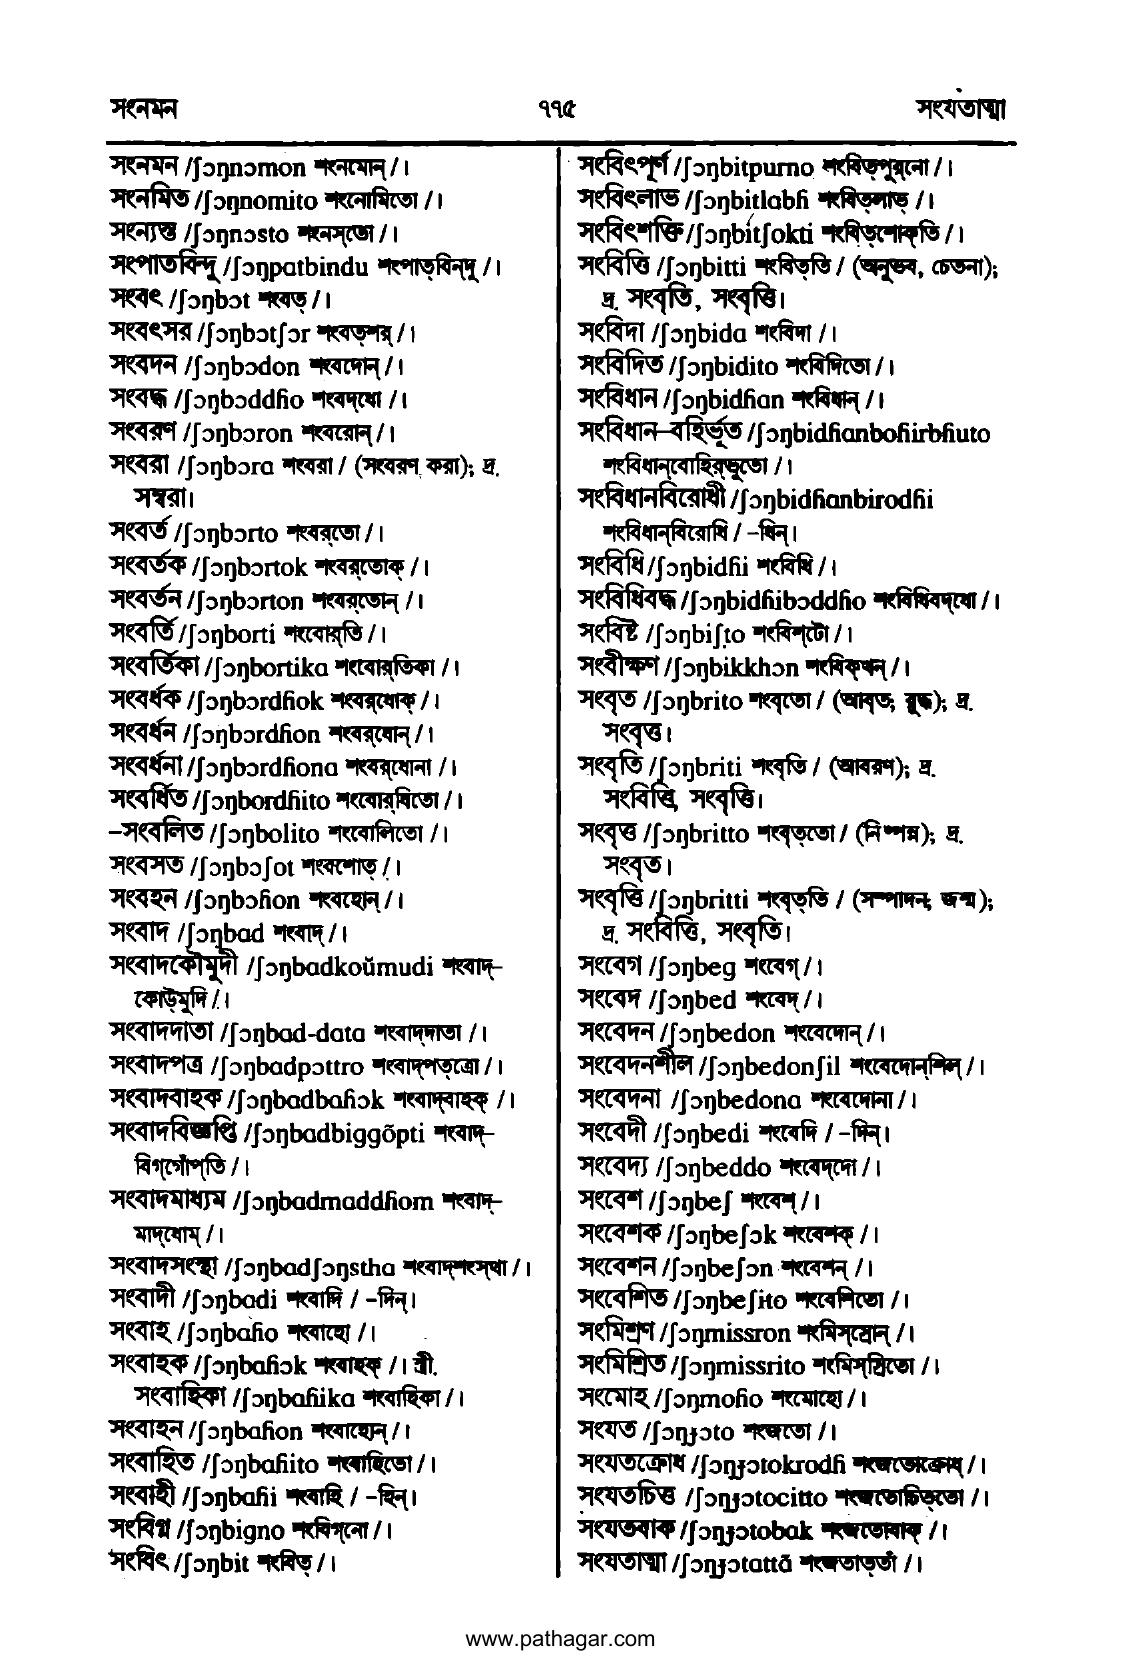 সংনমন ৭৭৫ সংযতাত্মা
সংনমন /ʃɔŋnɔmon শংনমোন্ / ।
সংনমিত /ʃɔŋnomito শংনোমিতো / ।
সংন্যস্ত /ʃɔŋnɔsto শংনস্‌তো / ।
সংপাতবিন্দু /ʃɔŋpatbindu শংপাত্‌বিন্‌দু / ।
সংবৎ /ʃɔŋbɔt শংবত্ / ।
সংবৎসর /ʃɔŋbɔtʃɔr শংবত্‌শর্ / ।
সংবদন /ʃɔŋbɔdon শংবদোন্ / ।
সংবদ্ধ /ʃɔŋbɔddɦo শংবদ্‌ধো / ।
সংবরণ /ʃɔŋbɔron শংবরোন্ / ।
সংবরা /ʃɔŋbɔra শংবরা / (সংবরণ করা); দ্র.
সম্বরা।
সংবর্ত /ʃɔŋbɔrto শংবর্‌তো / ।
সংবর্তক /ʃɔŋbɔrtok শংবর্‌তোক্ / ।
সংবর্তন /ʃɔŋbɔrton শংবর্‌তোন্ / ।
সংবর্তি /ʃɔŋborti শংবোর্‌তি / ।
সংবর্তিকা /ʃɔŋbortika শংবোর্‌তিকা / ।
সংবর্ধক /ʃɔŋbɔrdɦok শংবর্‌ধোক্ / ।
সংবর্ধন /ʃɔŋbɔrdɦon শংবর্‌ধোন্ / ।
সংবর্ধনা /ʃɔŋbɔrdɦona শংবর্‌ধোনা / ।
সংবর্ধিত /ʃɔŋbordɦito শংবোর্‌ধিতো / ।
–সংবলিত /ʃɔŋbolito শংবোলিতো / ।
সংবসত /ʃɔŋbɔʃot শংবশোত্ / ।
সংবহন /ʃɔŋbɔɦon শংবহোন্ / ।
সংবাদ /ʃɔŋbad শংবাদ্ / ।
সংবাদকৌমুদী /ʃɔŋbadkoŭmudi শংবাদ্–
কোউ্‌মুদি / ।
সংবাদদাতা /ʃɔŋbad-data শংবাদ্‌দাতা / ।
সংবাদপত্র /ʃɔŋbadpɔttro শংবাদ্‌পত্‌ত্রো / ।
সংবাদবাহক /ʃɔŋbadbaɦɔk শংবাদ্‌বাহক্ / ।
সংবাদবিজ্ঞপ্তি /ʃɔŋbadbiggõpti শংবাদ্–
বিগ্‌গোঁপ্‌তি / ।
সংবাদমাধ্যম /ʃɔŋbadmaddɦom শংবাদ্–
মাদ্‌ধোম্ / ।
সংবাদসংস্থা /ʃɔŋbadʃɔŋstha শংবাদ্‌শংস্‌থা / ।
সংবাদী /ʃɔŋbadi শংবাদি / -দিন্।
সংবাহ /ʃɔŋbaɦo শংবাহো / ।
সংবাহক /ʃɔŋbaɦɔk শংবাহক্ / । স্ত্রী.
সংবাহিকা /ʃɔŋbaɦika শংবাহিকা / ।
সংবাহন /ʃɔŋbaɦon শংবাহোন্ / ।
সংবাহিত /ʃɔŋbaɦito শংবাহিতো / ।
সংবাহী /ʃɔŋbaɦi শংবাহি / -হিন্।
সংবিগ্ন /ʃɔŋbigno শংবিগ্‌নো / ।
সংবিৎ /ʃɔŋbit শংবিত্ / ।
সংবিৎপূর্ণ /ʃɔŋbitpurno শংবিত্‌পুর্‌নো / ।
সংবিৎলাভ /ʃɔŋbitlabɦ শংবিত্‌লাভ্ / ।
সংবিৎশক্তি /ʃɔŋbitʃokti শংবিত্‌শোক্‌তি / ।
সংবিত্তি /ʃɔŋbitti শংবিত্‌তি / (অনুভব, চেতনা);
দ্র. সংবৃতি, সংবৃত্তি।
সংবিদা /ʃɔŋbida শংবিদা / ।
সংবিদিত /ʃɔŋbidito শংবিদিতো / ।
সংবিধান /ʃɔŋbidɦan শংবিধান্ / ।
সংবিধান-বহির্ভূত /ʃɔŋbidɦanboɦirbɦuto
শংবিধান্‌বোহির্‌ভুতো / ।
সংবিধানবিরোধী /ʃɔŋbidɦanbirodɦi
শংবিধান্‌বিরোধি / -ধিন্।
সংবিধি /ʃɔŋbidɦi শংবিধি / ।
সংবিধিবদ্ধ /ʃɔŋbidɦibɔddɦo শংবিধিবদ্‌ধো / ।
সংবিষ্ট /ʃɔŋbiʃṭo শংবিশ্‌টো / ।
সংবীক্ষণ /ʃɔŋbikkhɔn শংবিক্‌খন্ / ।
সংবৃত /ʃɔŋbrito শংবৃতো / (আবৃত, রুদ্ধ); দ্র.
সংবৃত্ত।
সংবৃতি /ʃɔŋbriti শংবৃতি / (আবরণ); দ্র.
সংবিত্তি, সংবৃত্তি।
সংবৃত্ত /ʃɔŋbritto শংবৃত্‌তো / (নিষ্পন্ন); দ্র.
সংবৃত।
সংবৃত্তি /ʃɔŋbritti শংবৃত্‌তি / (সম্পাদন, জন্ম);
দ্র. সংবিত্তি, সংবৃতি।
সংবেগ /ʃɔŋbeg শংবেগ্ / ।
সংবেদ /ʃɔŋbed শংবেদ্ / ।
সংবেদন /ʃɔŋbedon শংবেদোন্ / ।
সংবেদনশীল /ʃɔŋbedonʃil শংবেদোন্‌শিল্ / ।
সংবেদনা /ʃɔŋbedona শংবেদোনা / ।
সংবেদী /ʃɔŋbedi শংবেদি / -দিন্।
সংবেদ্য /ʃɔŋbeddo শংবেদ্‌দো / ।
সংবেশ /ʃɔŋbeʃ শংবেশ্ / ।
সংবেশক /ʃɔŋbeʃɔk শংবেশক্ / ।
সংবেশন /ʃɔŋbeʃɔn শংবেশন্ / ।
সংবেশিত /ʃɔŋbeʃito শংবেশিতো / ।
সংমিশ্রণ /ʃɔŋmissron শংমিস্‌স্রোন্ / ।
সংমিশ্রিত /ʃɔŋmissrito শংমিস্‌স্রিতো / ।
সংমোহ /ʃɔŋmoɦo শংমোহো / ।
সংযত /ʃɔŋɟɔto শংজতো / ।
সংযতক্রোধ /ʃɔŋɟɔtokrodɦ শংজতোক্রোধ্ / ।
সংযতচিত্ত /ʃɔŋɟɔtocitto শংজতোচিত্‌তো / ।
সংযতবাক /ʃɔŋɟɔtobak শংজতোবাক্ / ।
সংযতাত্মা /ʃɔŋɟɔtattã শংজতাত্‌তাঁ / ।
www.pathagar.com